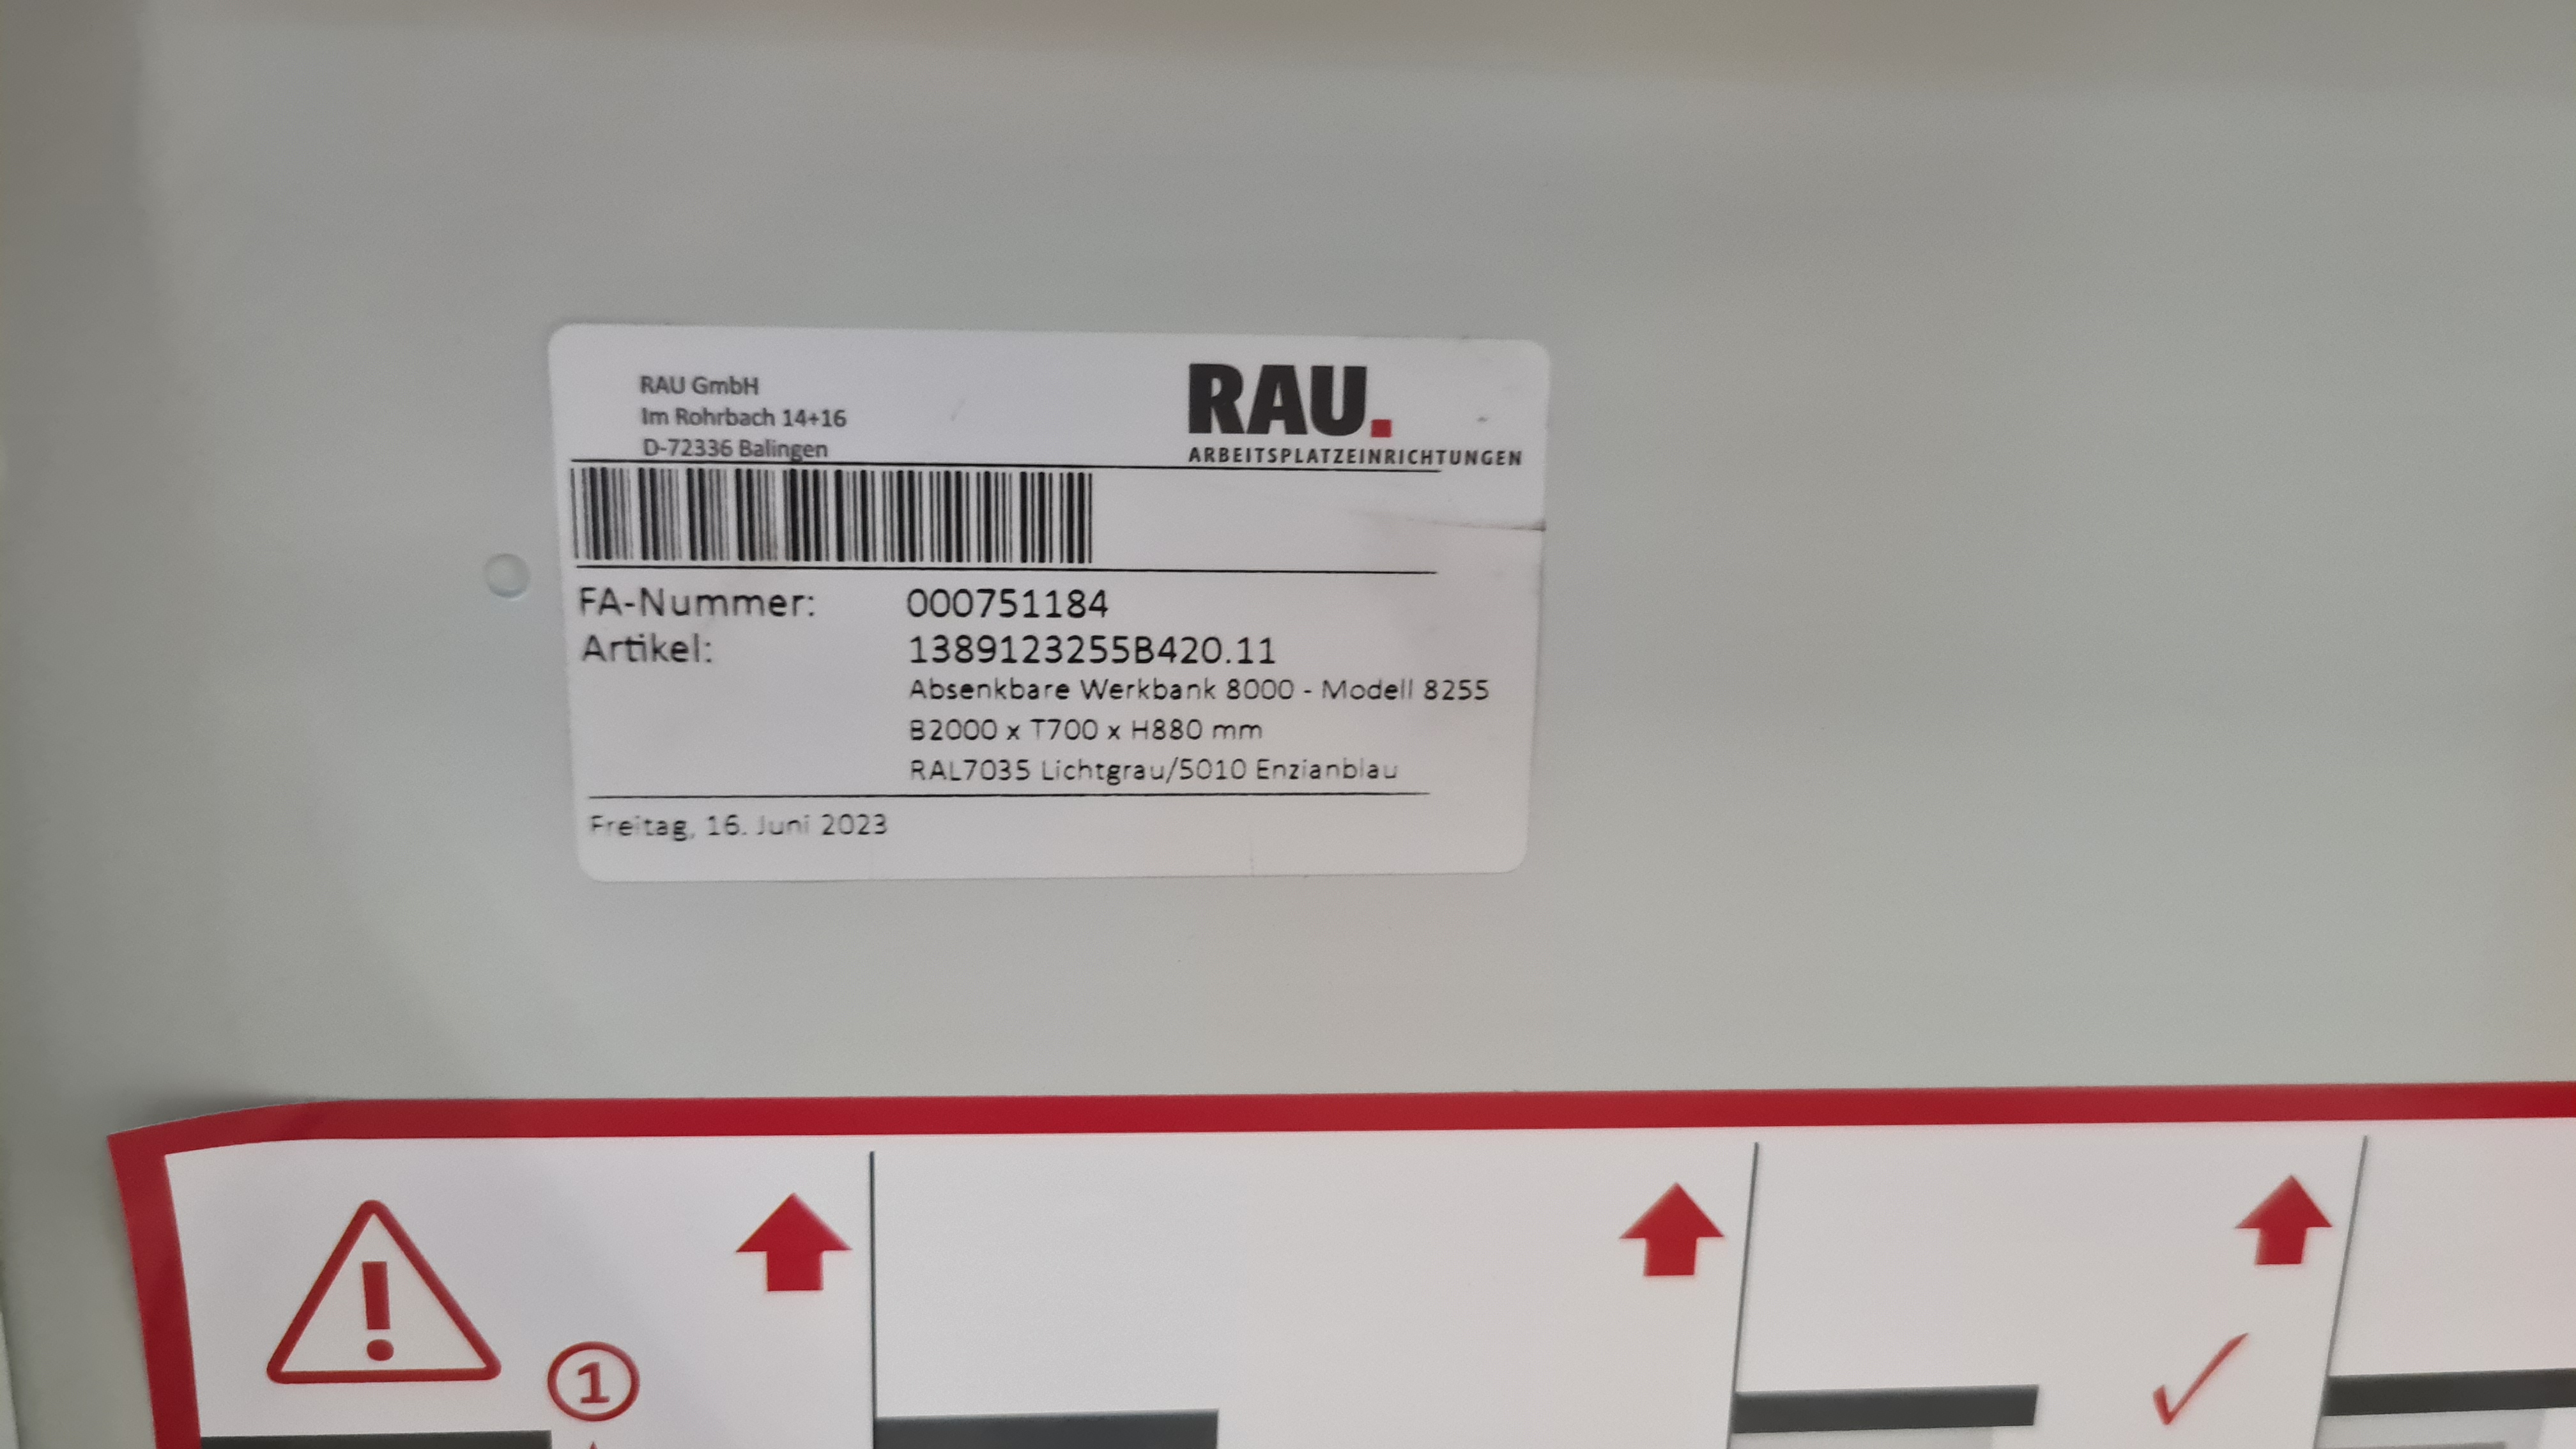 RAU GmbH
Im Rohrbach 14+16
D-72336 Balingen
RAU.
ARBEITSPLATZEINRICHTUNGEN
FA-Nummer: 000751184
Artikel: 1389123255B420.11
Absenkbare Werkbank 8000 - Modell 8255
B2000 x T700 x H880 mm
RAL7035 Lichtgrau/5010 Enzianblau
Freitag, 16. Juni 2023
!
1